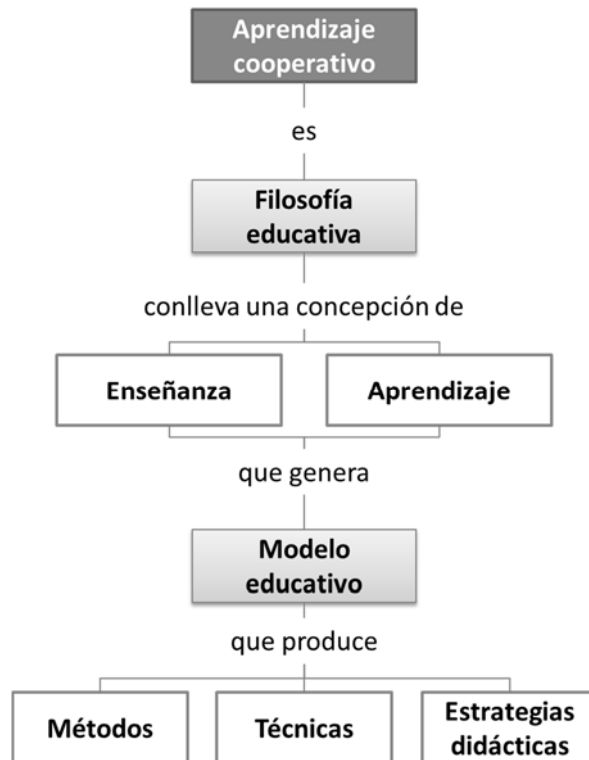 Aprendizaje
cooperativo
es
Filosofía
educativa
conlleva una concepción de
Enseñanza
Aprendizaje
que genera
Modelo
educativo
que produce
Métodos
Técnicas
Estrategias
didácticas